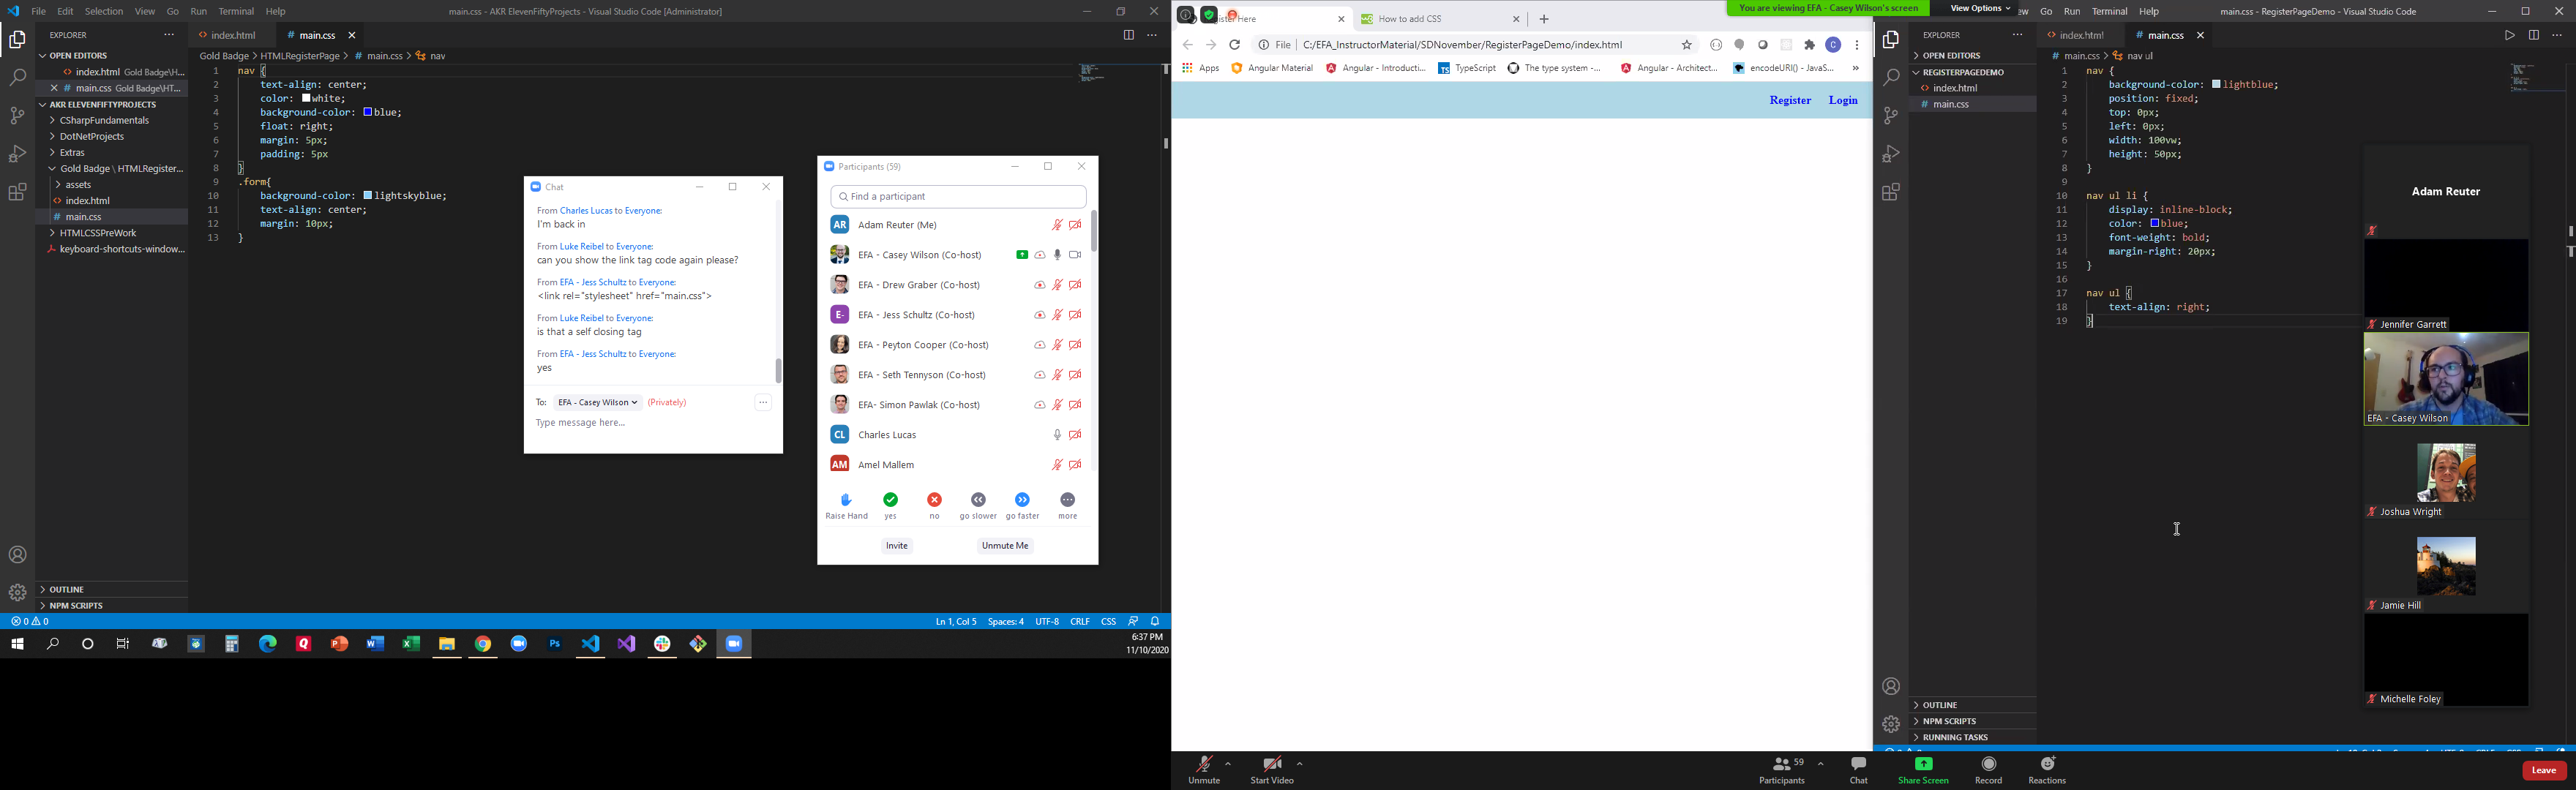 File Edit Selection View Go Run Terminal Help
main.css - AKR ElevenFiftyProjects - Visual Studio Code [Administrator]
EXPLORER
OPEN EDITORS
index.html Gold Badge\H...
main.css Gold Badge\HT...
AKR ELEVENFIFTYPROJECTS
CSharpFundamentals
DotNetProjects
Extras
Gold Badge \ HTMLRegister...
assets
index.html
main.css
HTMLCSSPreWork
keyboard-shortcuts-window...
OUTLINE
NPM SCRIPTS
index.html
main.css
Gold Badge > HTMLRegisterPage > # main.css > nav
1 nav {
2 text-align: center;
3 color: white;
4 background-color: blue;
5 float: right;
6 margin: 5px;
7 padding: 5px
8 }
9 .form{
10 background-color: lightskyblue;
11 text-align: center;
12 margin: 10px;
13 }
Chat
From Charles Lucas to Everyone:
I'm back in
From Luke Reibel to Everyone:
can you show the link tag code again please?
From EFA - Jess Schultz to Everyone:
<link rel="stylesheet" href="main.css">
From Luke Reibel to Everyone:
is that a self closing tag
From EFA - Jess Schultz to Everyone:
yes
To: EFA - Casey Wilson (Privately)
Type message here...
Participants (59)
Find a participant
AR Adam Reuter (Me)
EFA - Casey Wilson (Co-host)
EFA - Drew Graber (Co-host)
E- EFA - Jess Schultz (Co-host)
EFA - Peyton Cooper (Co-host)
EFA - Seth Tennyson (Co-host)
EFA- Simon Pawlak (Co-host)
CL Charles Lucas
AM Amel Mallem
Raise Hand yes no go slower go faster more
Invite Unmute Me
0 0
Ln 1, Col 5 Spaces: 4 UTF-8 CRLF CSS
6:37 PM
11/10/2020
Here
How to add CSS
You are viewing EFA - Casey Wilson's screen
View Options
File C:/EFA_InstructorMaterial/SDNovember/RegisterPageDemo/index.html
Apps Angular Material Angular - Introducti... TypeScript The type system -... Angular - Architect... encodeURI() - JavaS... »
Register Login
Go Run Terminal Help
main.css - RegisterPageDemo - Visual Studio Code
EXPLORER
OPEN EDITORS
REGISTERPAGEDEMO
index.html
main.css
OUTLINE
NPM SCRIPTS
RUNNING TASKS
index.html
main.css
# main.css > nav ul
1 nav {
2 background-color: lightblue;
3 position: fixed;
4 top: 0px;
5 left: 0px;
6 width: 100vw;
7 height: 50px;
8 }
9
10 nav ul li {
11 display: inline-block;
12 color: blue;
13 font-weight: bold;
14 margin-right: 20px;
15 }
16
17 nav ul {
18 text-align: right;
19 }
Adam Reuter
Jennifer Garrett
EFA - Casey Wilson
Joshua Wright
Jamie Hill
Michelle Foley
Unmute Start Video
Participants 59 Chat Share Screen Record Reactions
Leave